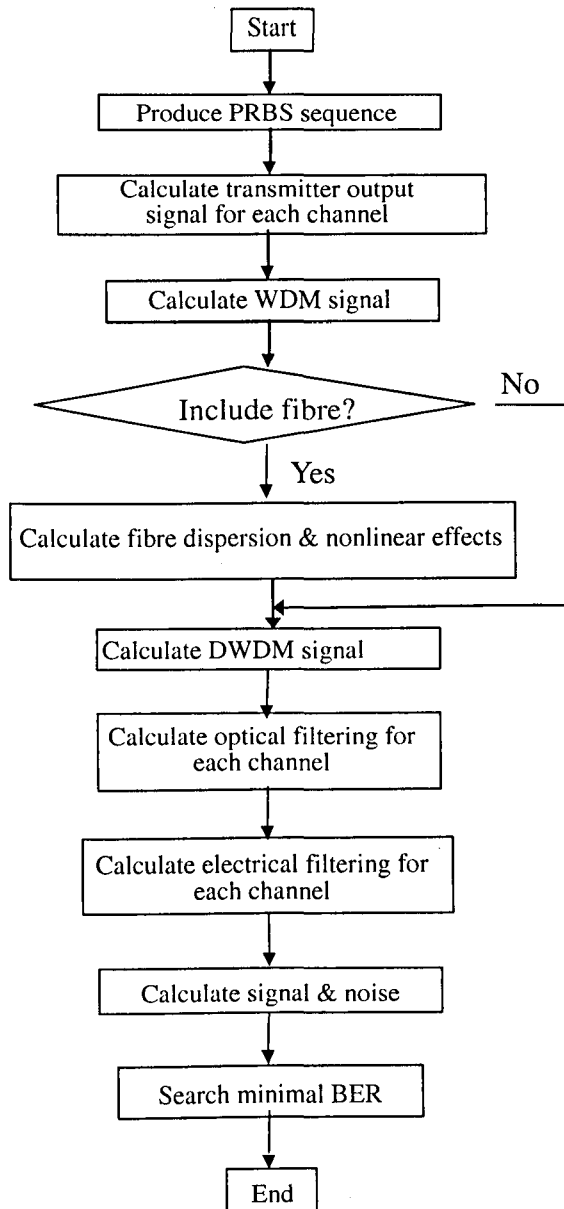 Start
Produce PRBS sequence
Calculate transmitter output
signal for each channel
Calculate WDM signal
Include fibre?
No
Yes
Calculate fibre dispersion & nonlinear effects
Calculate DWDM signal
Calculate optical filtering for
each channel
Calculate electrical filtering for
each channel
Calculate signal & noise
Search minimal BER
End